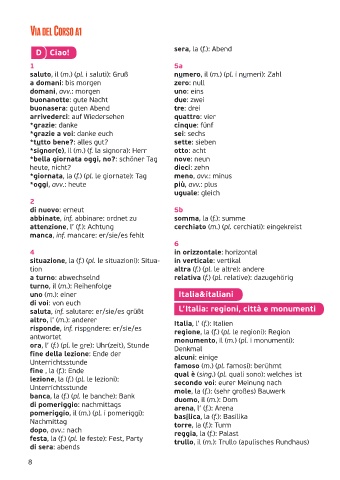 VIA DEL CORSO A1
D Ciao!
1
saluto, il (m.) (pl. i saluti): Gruß
a domani: bis morgen
domani, avv.: morgen
buonanotte: gute Nacht
buonasera: guten Abend
arrivederci: auf Wiedersehen
*grazie: danke
*grazie a voi: danke euch
*tutto bene?: alles gut?
*signor(e), il (m.) (f. la signora): Herr
*bella giornata oggi, no?: schöner Tag
heute, nicht?
*giornata, la (f.) (pl. le giornate): Tag
*oggi, avv.: heute
2
di nuovo: erneut
abbinate, inf. abbinare: ordnet zu
attenzione, l' (f.): Achtung
manca, inf. mancare: er/sie/es fehlt
4
situazione, la (f.) (pl. le situazioni): Situa-
tion
a turno: abwechselnd
turno, il (m.): Reihenfolge
uno (m.): einer
di voi: von euch
saluta, inf. salutare: er/sie/es grüßt
altro, l' (m.): anderer
risponde, inf. rispondere: er/sie/es
antwortet
ora, l' (f.) (pl. le ore): Uhr(zeit), Stunde
fine della lezione: Ende der
Unterrichtsstunde
fine , la (f.): Ende
lezione, la (f.) (pl. le lezioni):
Unterrichtsstunde
banca, la (f.) (pl. le banche): Bank
di pomeriggio: nachmittags
pomeriggio, il (m.) (pl. i pomeriggi):
Nachmittag
dopo, avv.: nach
festa, la (f.) (pl. le feste): Fest, Party
di sera: abends
sera, la (f.): Abend
5a
numero, il (m.) (pl. i numeri): Zahl
zero: null
uno: eins
due: zwei
tre: drei
quattro: vier
cinque: fünf
sei: sechs
sette: sieben
otto: acht
nove: neun
dieci: zehn
meno, avv.: minus
più, avv.: plus
uguale: gleich
5b
somma, la (f.): summe
cerchiato (m.) (pl. cerchiati): eingekreist
6
in orizzontale: horizontal
in verticale: vertikal
altra (f.) (pl. le altre): andere
relativa (f.) (pl. relative): dazugehörig
Italia&italiani
L'Italia: regioni, città e monumenti
Italia, l' (f.): Italien
regione, la (f.) (pl. le regioni): Region
monumento, il (m.) (pl. i monumenti):
Denkmal
alcuni: einige
famoso (m.) (pl. famosi): berühmt
qual è (sing.) (pl. quali sono): welches ist
secondo voi: eurer Meinung nach
mole, la (f.): (sehr großes) Bauwerk
duomo, il (m.): Dom
arena, l' (f.): Arena
basilica, la (f.): Basilika
torre, la (f.): Turm
reggia, la (f.): Palast
trullo, il (m.): Trullo (apulisches Rundhaus)
8